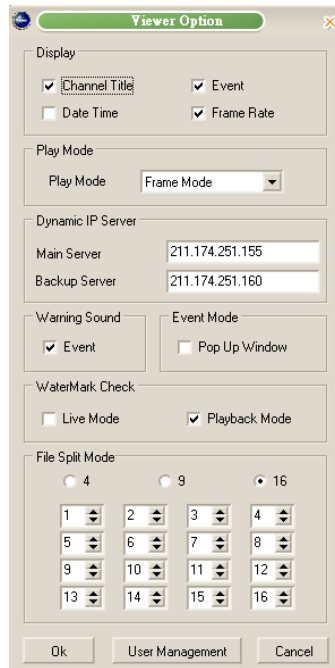 Viewer Option
Display
Channel Title Event
Date Time Frame Rate
Play Mode
Play Mode Frame Mode
Dynamic IP Server
Main Server 211.174.251.155
Backup Server 211.174.251.160
Warning Sound Event Mode
Event Pop Up Window
WaterMark Check
Live Mode Playback Mode
File Split Mode
4 9 16
1 2 3 4
5 6 7 8
9 10 11 12
13 14 15 16
Ok User Management Cancel